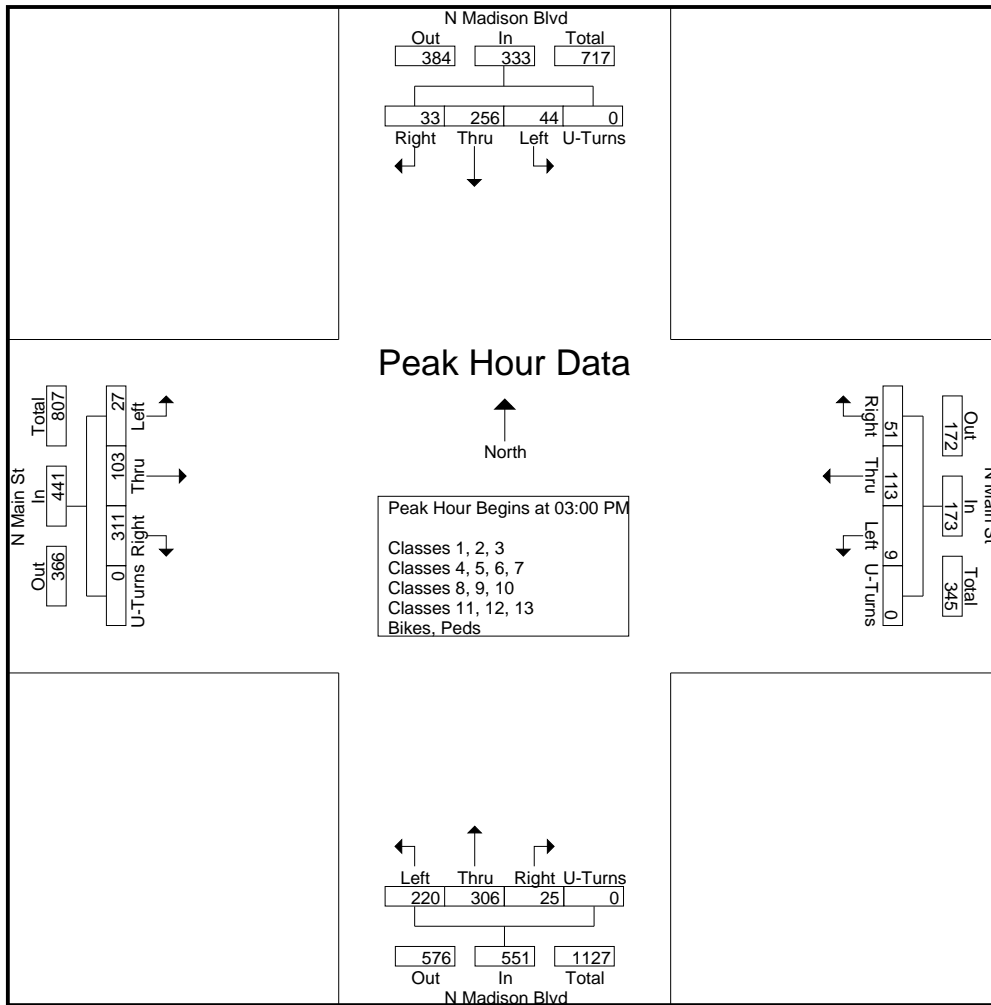 N Madison Blvd
Out In Total
384 333 717
33 256 44 0
Right Thru Left U-Turns
Peak Hour Data
North
Peak Hour Begins at 03:00 PM
Classes 1, 2, 3
Classes 4, 5, 6, 7
Classes 8, 9, 10
Classes 11, 12, 13
Bikes, Peds
N Main St
Out In Total
366 441 807
27 103 311 0
Left Thru Right U-Turns
N Main St
Out In Total
172 173 345
51 113 9 0
Right Thru Left U-Turns
Left Thru Right U-Turns
220 306 25 0
576 551 1127
Out In Total
N Madison Blvd